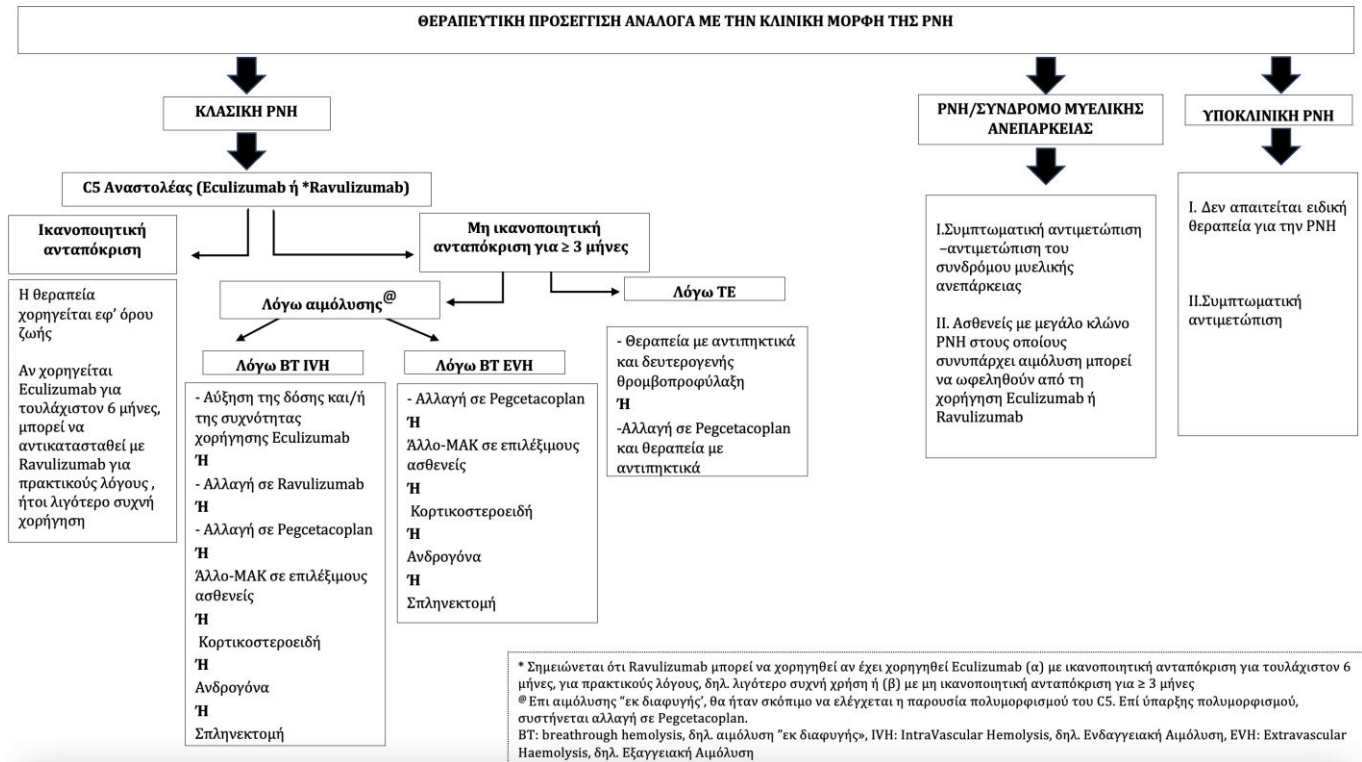 ΘΕΡΑΠΕΥΤΙΚΗ ΠΡΟΣΕΓΓΙΣΗ ΑΝΑΛΟΓΑ ΜΕ ΤΗΝ ΚΛΙΝΙΚΗ ΜΟΡΦΗ ΤΗΣ PNH
ΚΛΑΣΙΚΗ PNH
C5 Αναστολέας (Eculizumab ή *Ravulizumab)
Ικανοποιητική
ανταπόκριση
Η θεραπεία
χορηγείται εφ' όρου
ζωής
Αν χορηγείται
Eculizumab για
τουλάχιστον 6 μήνες,
μπορεί να
αντικατασταθεί με
Ravulizumab για
πρακτικούς λόγους ,
ήτοι λιγότερο συχνή
χορήγηση
Μη ικανοποιητική
ανταπόκριση για ≥ 3 μήνες
Λόγω αιμόλυσης@
Λόγω BT IVH
- Αύξηση της δόσης και/ή
της συχνότητας
χορήγησης Eculizumab
Ή
- Αλλαγή σε Ravulizumab
Ή
- Αλλαγή σε Pegcetacoplan
Ή
Άλλο-ΜΑΚ σε επιλέξιμους
ασθενείς
Ή
Κορτικοστεροειδή
Ή
Ανδρογόνα
Ή
Σπληνεκτομή
Λόγω BT EVH
- Αλλαγή σε Pegcetacoplan
Ή
Άλλο-ΜΑΚ σε επιλέξιμους
ασθενείς
Ή
Κορτικοστεροειδή
Ή
Ανδρογόνα
Ή
Σπληνεκτομή
Λόγω ΤΕ
- Θεραπεία με αντιπηκτικά
και δευτερογενής
θρομβοπροφύλαξη
Ή
-Αλλαγή σε Pegcetacoplan
και θεραπεία με
αντιπηκτικά
PNH/ΣΥΝΔΡΟΜΟ ΜΥΕΛΙΚΗΣ
ΑΝΕΠΑΡΚΕΙΑΣ
I.Συμπτωματική αντιμετώπιση
–αντιμετώπιση του
συνδρόμου μυελικής
ανεπάρκειας
II. Ασθενείς με μεγάλο κλώνο
PNH στους οποίους
συνυπάρχει αιμόλυση μπορεί
να ωφεληθούν από τη
χορήγηση Eculizumab ή
Ravulizumab
ΥΠΟΚΛΙΝΙΚΗ PNH
I. Δεν απαιτείται ειδική
θεραπεία για την PNH
II.Συμπτωματική
αντιμετώπιση
* Σημειώνεται ότι Ravulizumab μπορεί να χορηγηθεί αν έχει χορηγηθεί Eculizumab (α) με ικανοποιητική ανταπόκριση για τουλάχιστον 6
μήνες, για πρακτικούς λόγους, δηλ. λιγότερο συχνή χρήση ή (β) με μη ικανοποιητική ανταπόκριση για ≥ 3 μήνες
@ Επι αιμόλυσης "εκ διαφυγής', θα ήταν σκόπιμο να ελέγχεται η παρουσία πολυμορφισμού του C5. Επί ύπαρξης πολυμορφισμού,
συστήνεται αλλαγή σε Pegcetacoplan.
BT: breathrough hemolysis, δηλ. αιμόλυση "εκ διαφυγής», IVH: IntraVascular Hemolysis, δηλ. Ενδαγγειακή Αιμόλυση, EVH: Extravascular
Haemolysis, δηλ. Εξαγγειακή Αιμόλυση